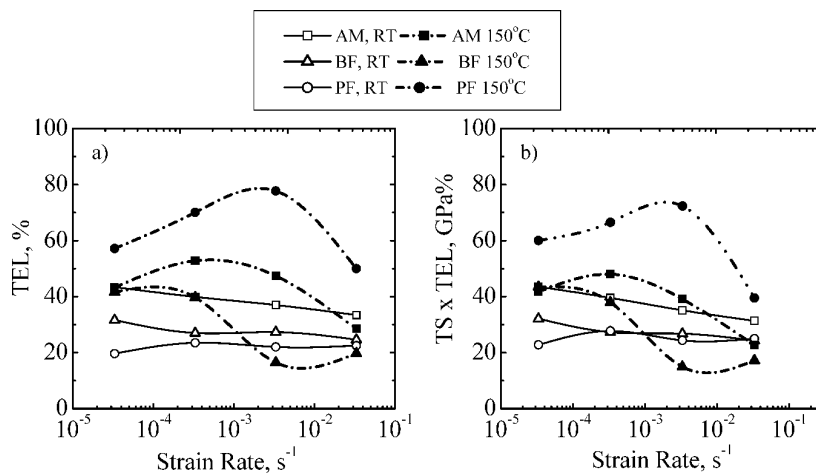 AM, RT AM 150°C
BF, RT BF 150°C
PF, RT PF 150°C
a)
TEL, %
100
80
60
40
20
0
10⁻⁵ 10⁻⁴ 10⁻³ 10⁻² 10⁻¹
Strain Rate, s⁻¹
b)
TS x TEL, GPa%
100
80
60
40
20
0
10⁻⁵ 10⁻⁴ 10⁻³ 10⁻² 10⁻¹
Strain Rate, s⁻¹